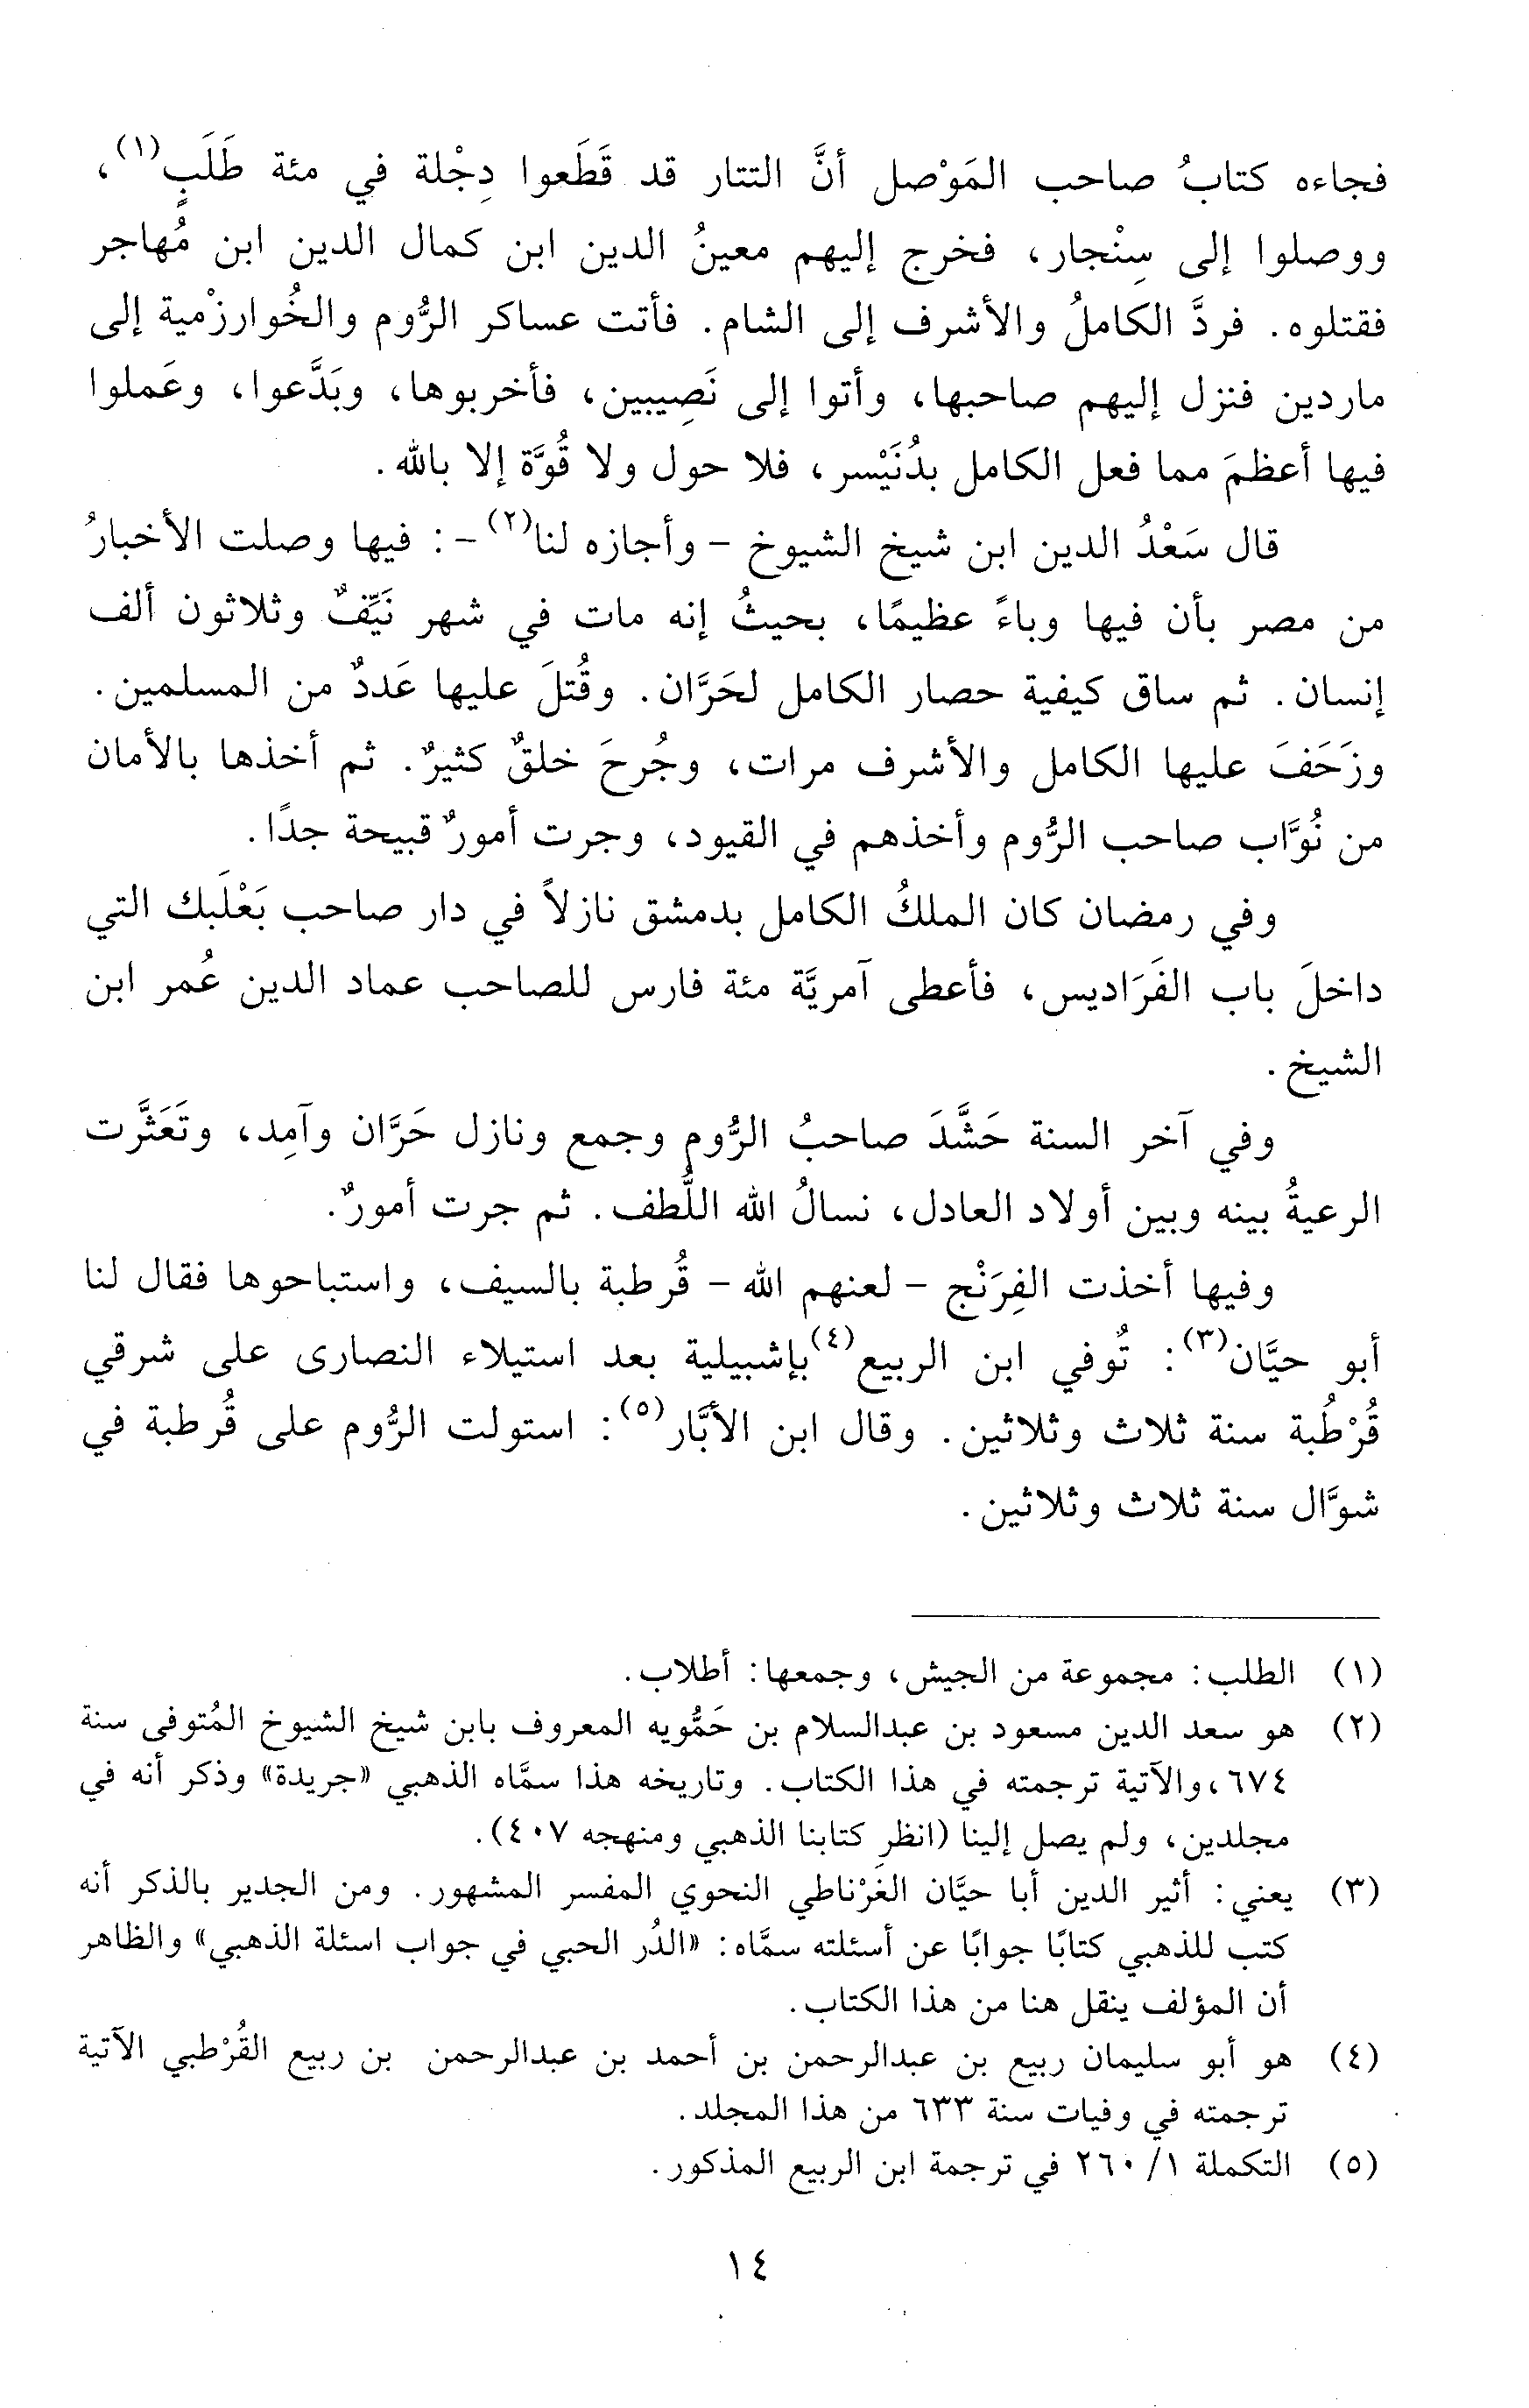 فجاءه كتابُ صاحب المَوْصل أنَّ التتار قد قَطَعوا دِجْلة في مئة طَلَبٍ(١)،
ووصلوا إلى سِنْجار، فخرج إليهم معينُ الدين ابن كمال الدين ابن مُهاجر
فقتلوه. فردَّ الكاملُ والأشرف إلى الشام. فأتت عساكر الرُّوم والخُوارزْمية إلى
ماردين فنزل إليهم صاحبها، وأتوا إلى نَصِيبين، فأخربوها، وبَدَّعوا، وعَملوا
فيها أعظمَ مما فعل الكامل بدُنَيْسر، فلا حول ولا قُوَّة إلا بالله.
قال سَعْدُ الدين ابن شيخ الشيوخ - وأجازه لنا(٢) -: فيها وصلت الأخبارُ
من مصر بأن فيها وباءً عظيمًا، بحيثُ إنه مات في شهر نَيِّفٌ وثلاثون ألف
إنسان. ثم ساق كيفية حصار الكامل لحَرَّان. وقُتلَ عليها عَددٌ من المسلمين.
وزَحَفَ عليها الكامل والأشرف مرات، وجُرحَ خلقٌ كثيرٌ. ثم أخذها بالأمان
من نُوَّاب صاحب الرُّوم وأخذهم في القيود، وجرت أمورٌ قبيحة جدًا.
وفي رمضان كان الملكُ الكامل بدمشق نازلاً في دار صاحب بَعْلَبك التي
داخلَ باب الفَرَاديس، فأعطى آمريَّة مئة فارس للصاحب عماد الدين عُمر ابن
الشيخ.
وفي آخر السنة حَشَّدَ صاحبُ الرُّوم وجمع ونازل حَرَّان وآمِد، وتَعَثَّرت
الرعيةُ بينه وبين أولاد العادل، نسالُ الله اللُّطف. ثم جرت أمورٌ.
وفيها أخذت الفِرَنْج - لعنهم الله - قُرطبة بالسيف، واستباحوها فقال لنا
أبو حيَّان(٣): تُوفي ابن الربيع(٤) بإشبيلية بعد استيلاء النصارى على شرقي
قُرْطُبة سنة ثلاث وثلاثين. وقال ابن الأبَّار(٥): استولت الرُّوم على قُرطبة في
شوَّال سنة ثلاث وثلاثين.
(١) الطلب: مجموعة من الجيش، وجمعها: أطلاب.
(٢) هو سعد الدين مسعود بن عبدالسلام بن حَمُّويه المعروف بابن شيخ الشيوخ المُتوفى سنة
٦٧٤، والآتية ترجمته في هذا الكتاب. وتاريخه هذا سمَّاه الذهبي «جريدة» وذكر أنه في
مجلدين، ولم يصل إلينا (انظر كتابنا الذهبي ومنهجه ٤٠٧).
(٣) يعني: أثير الدين أبا حيَّان الغِرْناطي النحوي المفسر المشهور. ومن الجدير بالذكر أنه
كتب للذهبي كتابًا جوابًا عن أسئلته سمَّاه: «الدُر الحبي في جواب اسئلة الذهبي» والظاهر
أن المؤلف ينقل هنا من هذا الكتاب.
(٤) هو أبو سليمان ربيع بن عبدالرحمن بن أحمد بن عبدالرحمن بن ربيع القُرْطبي الآتية
ترجمته في وفيات سنة ٦٣٣ من هذا المجلد.
(٥) التكملة ١/ ٢٦٠ في ترجمة ابن الربيع المذكور.
١٤